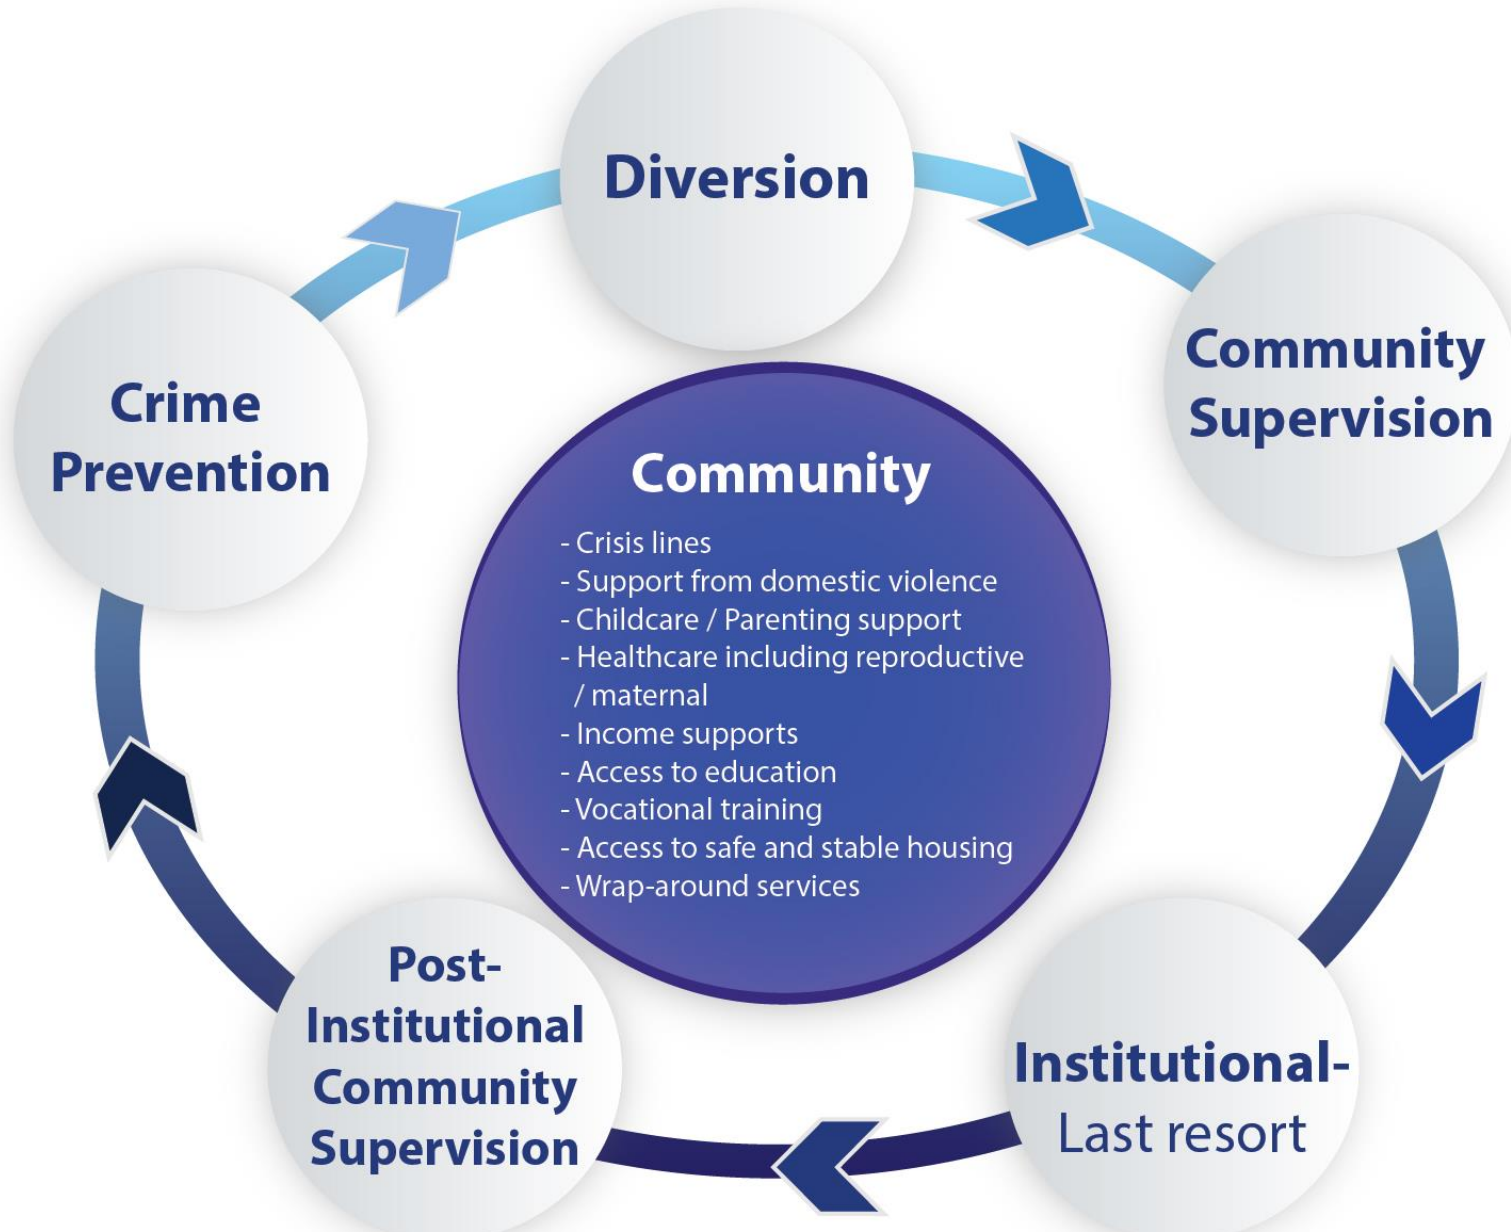 Diversion
Community
Supervision
Crime
Prevention
Community
- Crisis lines
- Support from domestic violence
- Childcare / Parenting support
- Healthcare including reproductive
/ maternal
- Income supports
- Access to education
- Vocational training
- Access to safe and stable housing
- Wrap-around services
Post-
Institutional
Community
Supervision
Institutional-
Last resort